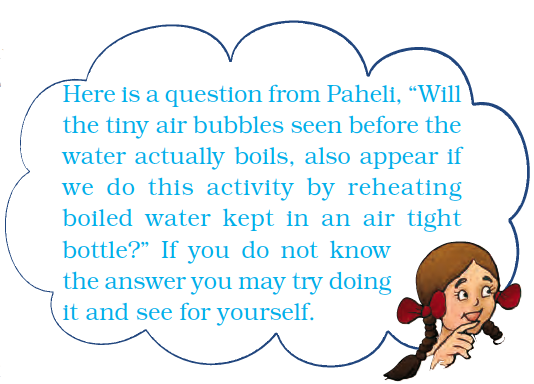 Here is a question from Paheli, “Will
the tiny air bubbles seen before the
water actually boils, also appear if
we do this activity by reheating
boiled water kept in an air tight
bottle?” If you do not know
the answer you may try doing
it and see for yourself.